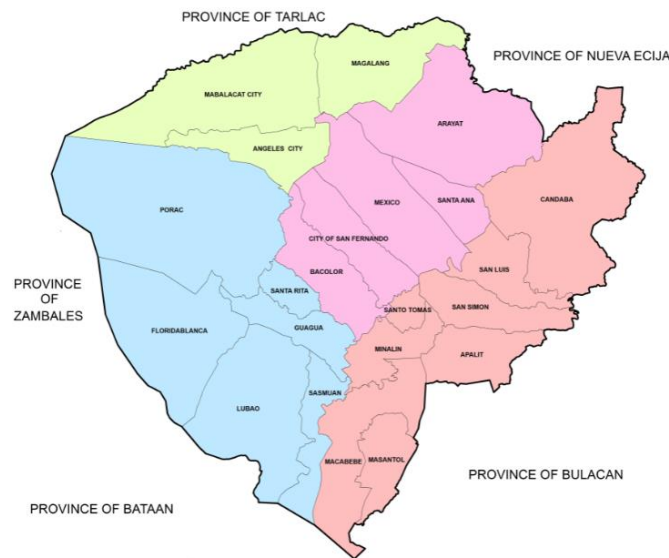 PROVINCE OF TARLAC
PROVINCE OF NUEVA ECIJA
MAGALANG
MABALACAT CITY
ARAYAT
ANGELES CITY
MEXICO
SANTA ANA
CANDABA
PORAC
CITY OF SAN FERNANDO
BACOLOR
SAN LUIS
PROVINCE
OF
ZAMBALES
SANTA RITA
SANTO TOMAS
SAN SIMON
FLORIDABLANCA
GUAGUA
MINALIN
APALIT
SASMUAN
LUBAO
MACABEBE
MASANTOL
PROVINCE OF BULACAN
PROVINCE OF BATAAN